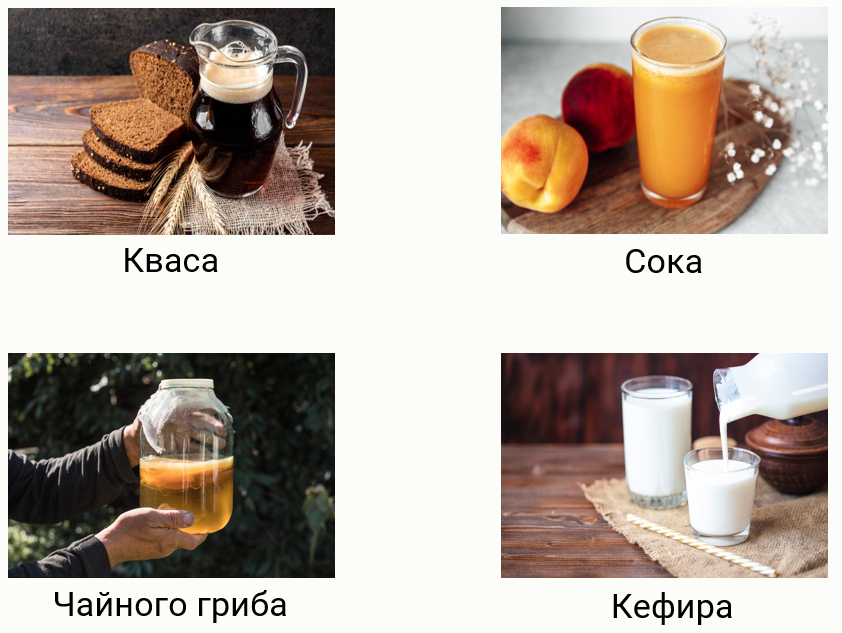 Кваса
Сока
Чайного гриба
Кефира